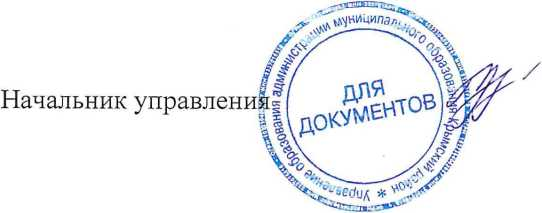 Начальник управления
Управление образования администрации муниципального образования Крымский район *
ДЛЯ
ДОКУМЕНТОВ